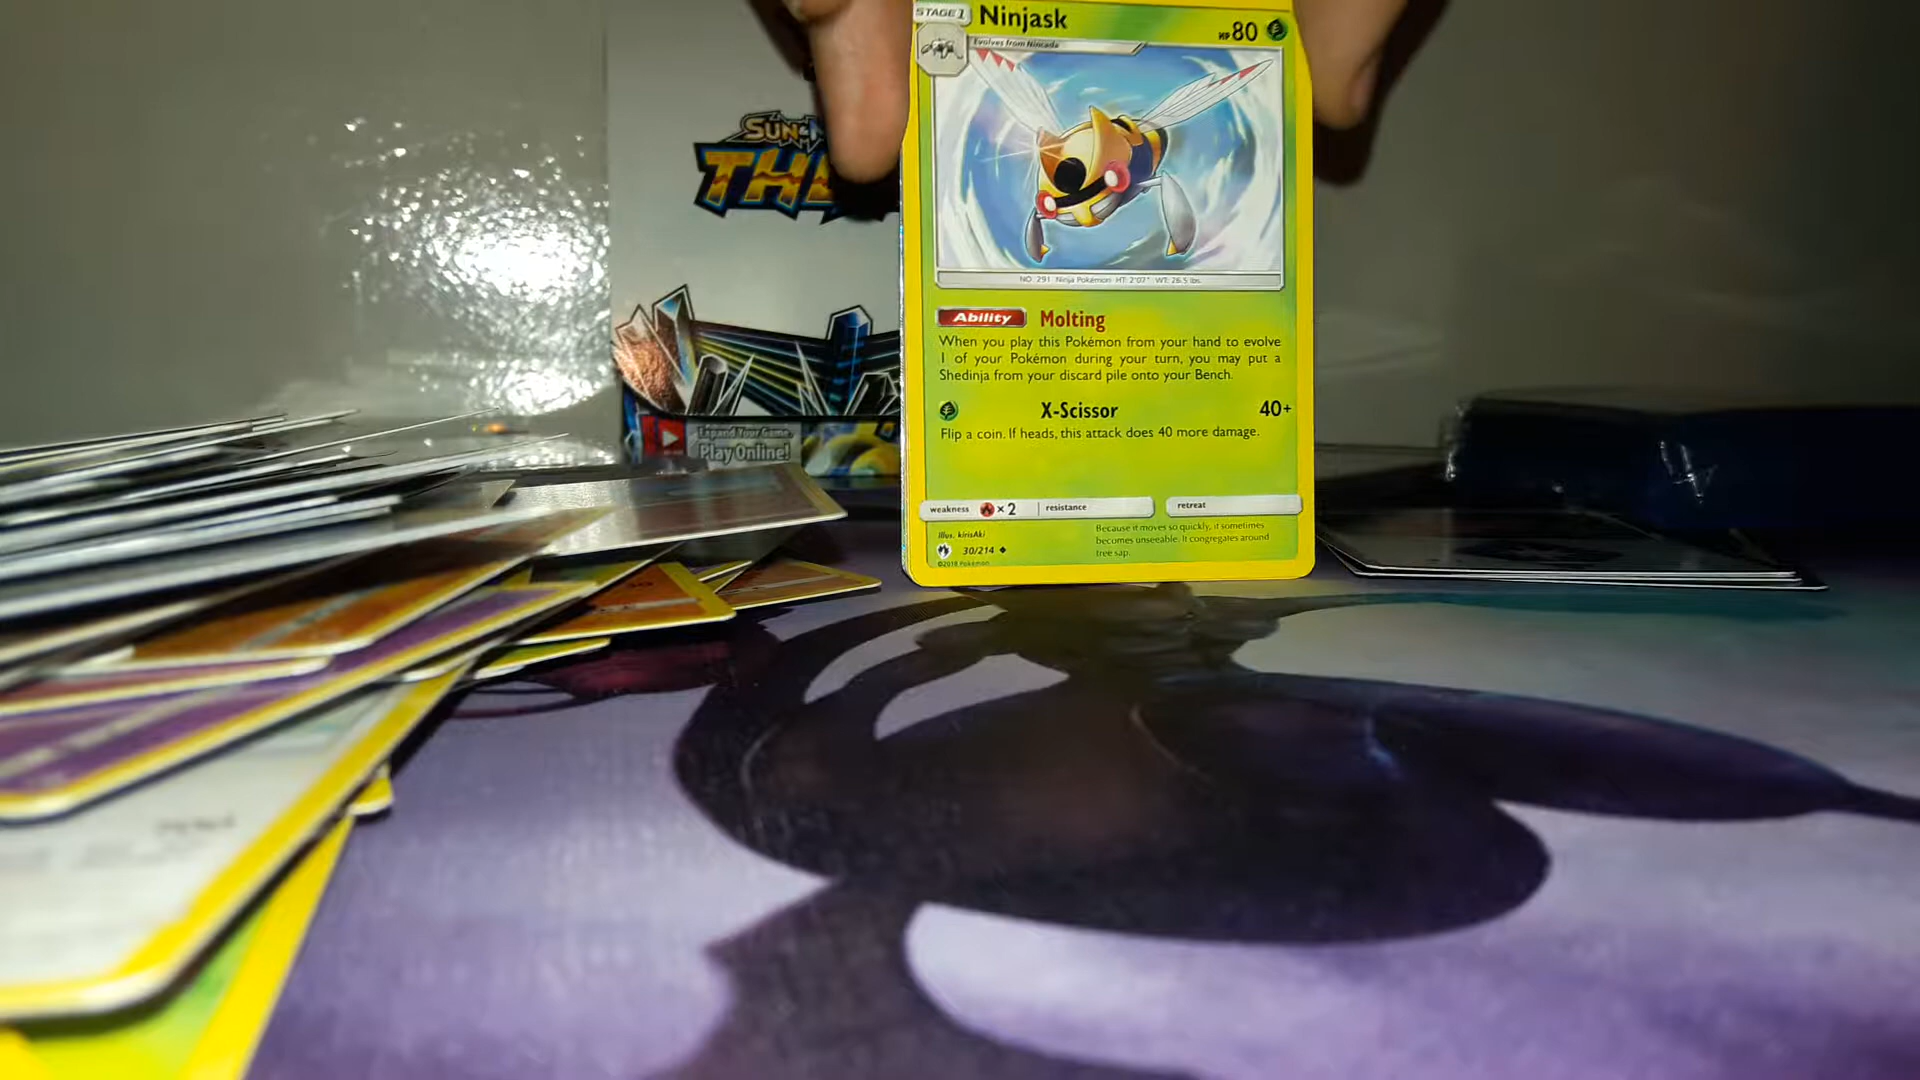 STAGE 1
Ninjask
HP 80
Evolves from Nincada
NO. 291 Ninja Pokémon HT: 2'07" WT: 26.5 lbs.
Ability Molting
When you play this Pokémon from your hand to evolve
1 of your Pokémon during your turn, you may put a
Shedinja from your discard pile onto your Bench.
X-Scissor 40+
Flip a coin. If heads, this attack does 40 more damage.
weakness × 2 resistance retreat
Illus. kirisAki
30/214
©2018 Pokémon
Because it moves so quickly, it sometimes
becomes unseeable. It congregates around
tree sap.
SUN &
TH
Expand Your Game.
Play Online!